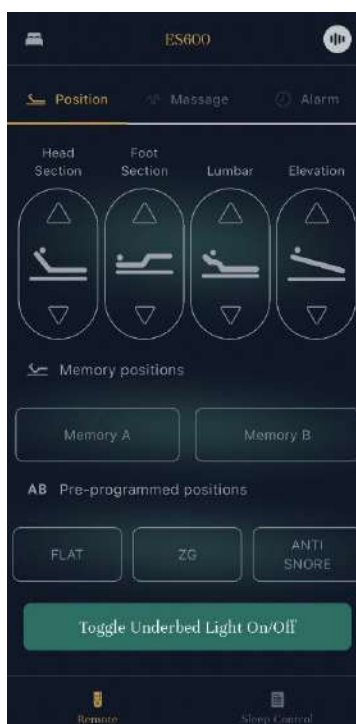 ES600
Position Massage Alarm
Head Section
Foot Section
Lumbar
Elevation
Memory positions
Memory A Memory B
AB Pre-programmed positions
FLAT ZG ANTI SNORE
Toggle Underbed Light On/Off
Remote Sleep Control